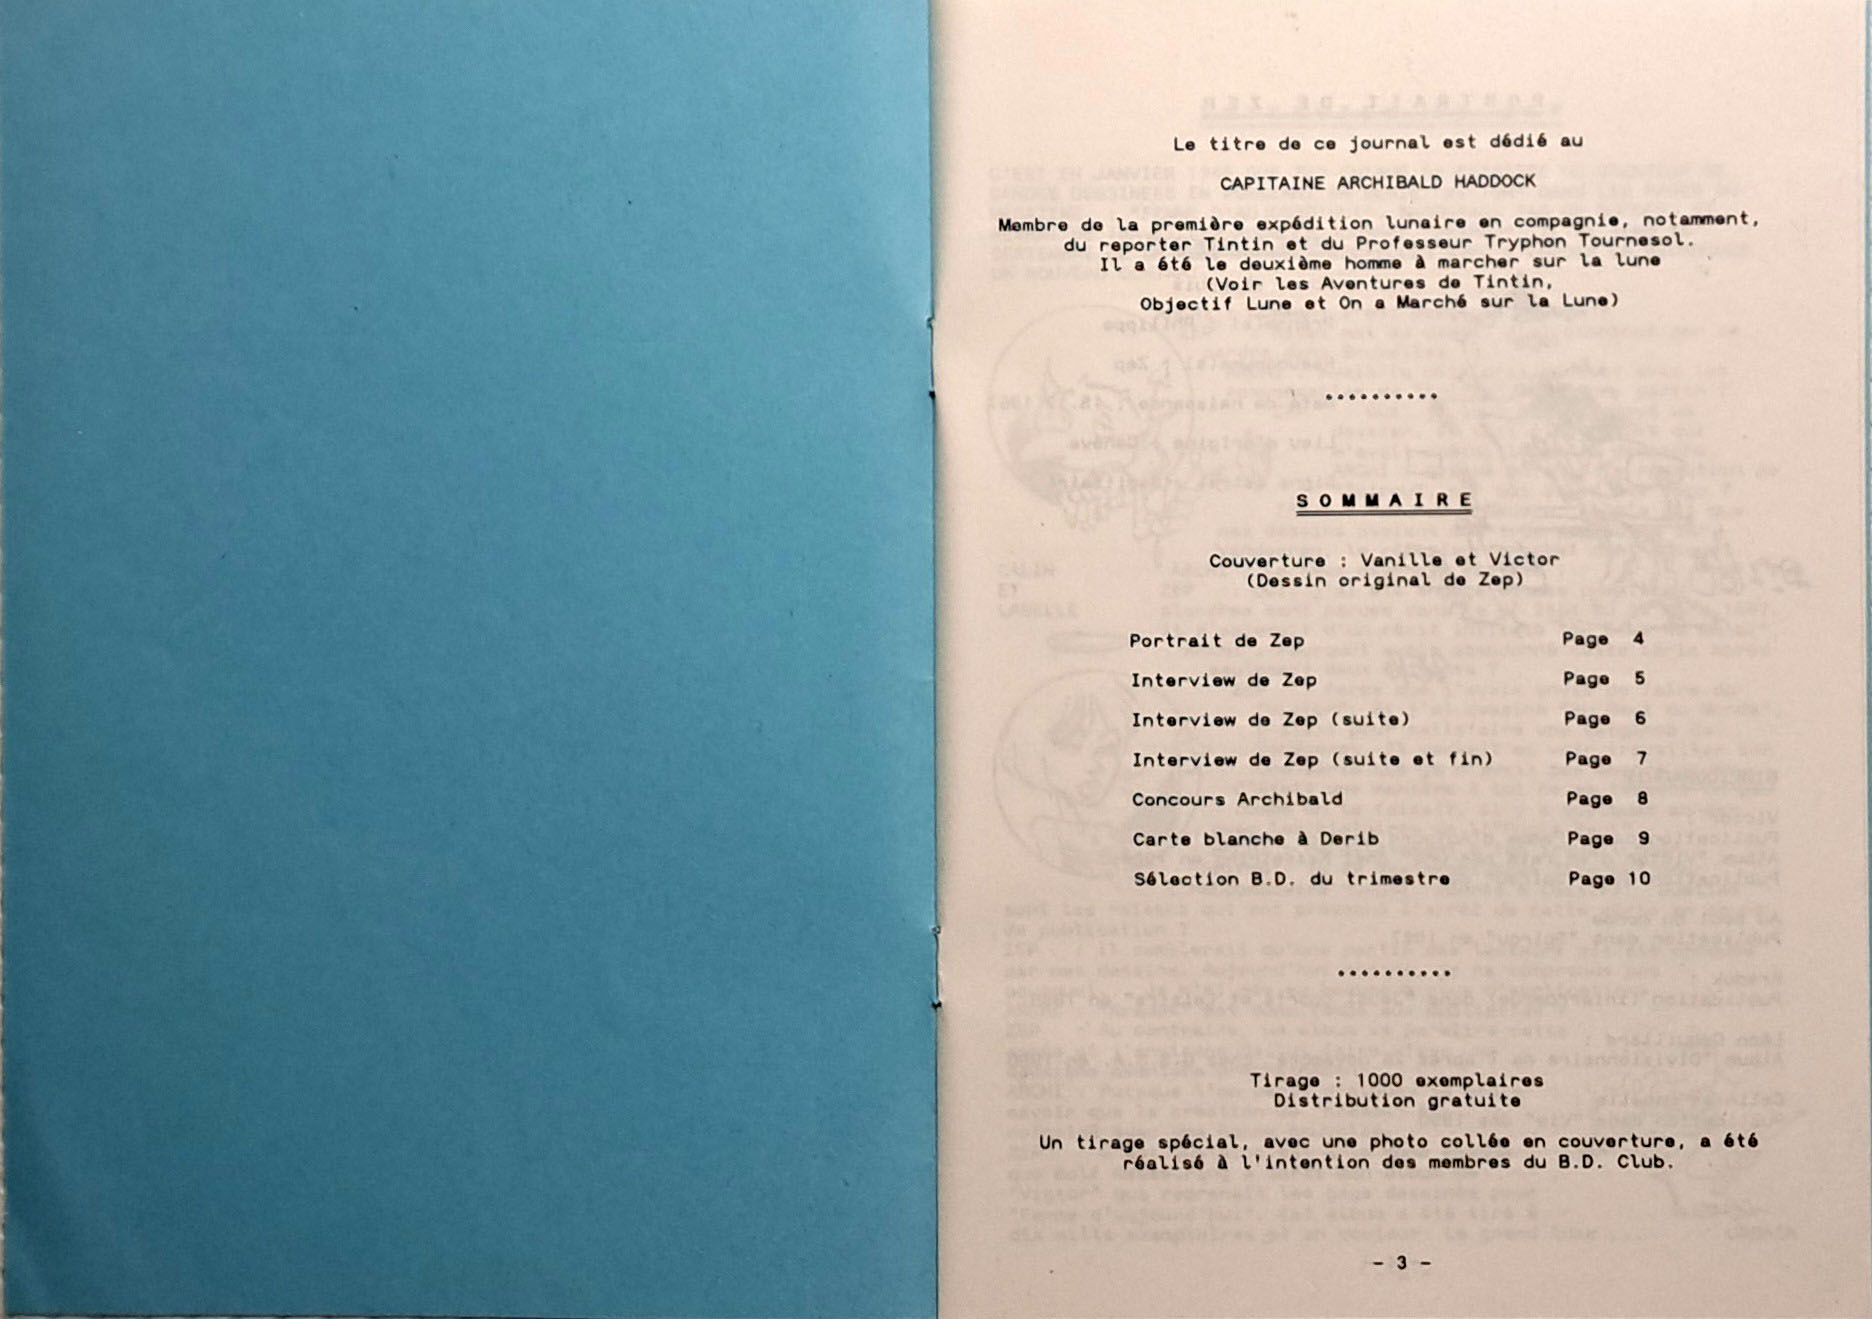 Le titre de ce journal est dédié au
CAPITAINE ARCHIBALD HADDOCK
Membre de la première expédition lunaire en compagnie, notamment,
du reporter Tintin et du Professeur Tryphon Tournesol.
Il a été le deuxième homme à marcher sur la lune
(Voir les Aventures de Tintin,
Objectif Lune et On a Marché sur la Lune)
..........
S O M M A I R E
Couverture : Vanille et Victor
(Dessin original de Zep)
Portrait de Zep Page 4
Interview de Zep Page 5
Interview de Zep (suite) Page 6
Interview de Zep (suite et fin) Page 7
Concours Archibald Page 8
Carte blanche à Derib Page 9
Sélection B.D. du trimestre Page 10
..........
Tirage : 1000 exemplaires
Distribution gratuite
Un tirage spécial, avec une photo collée en couverture, a été
réalisé à l'intention des membres du B.D. Club.
- 3 -